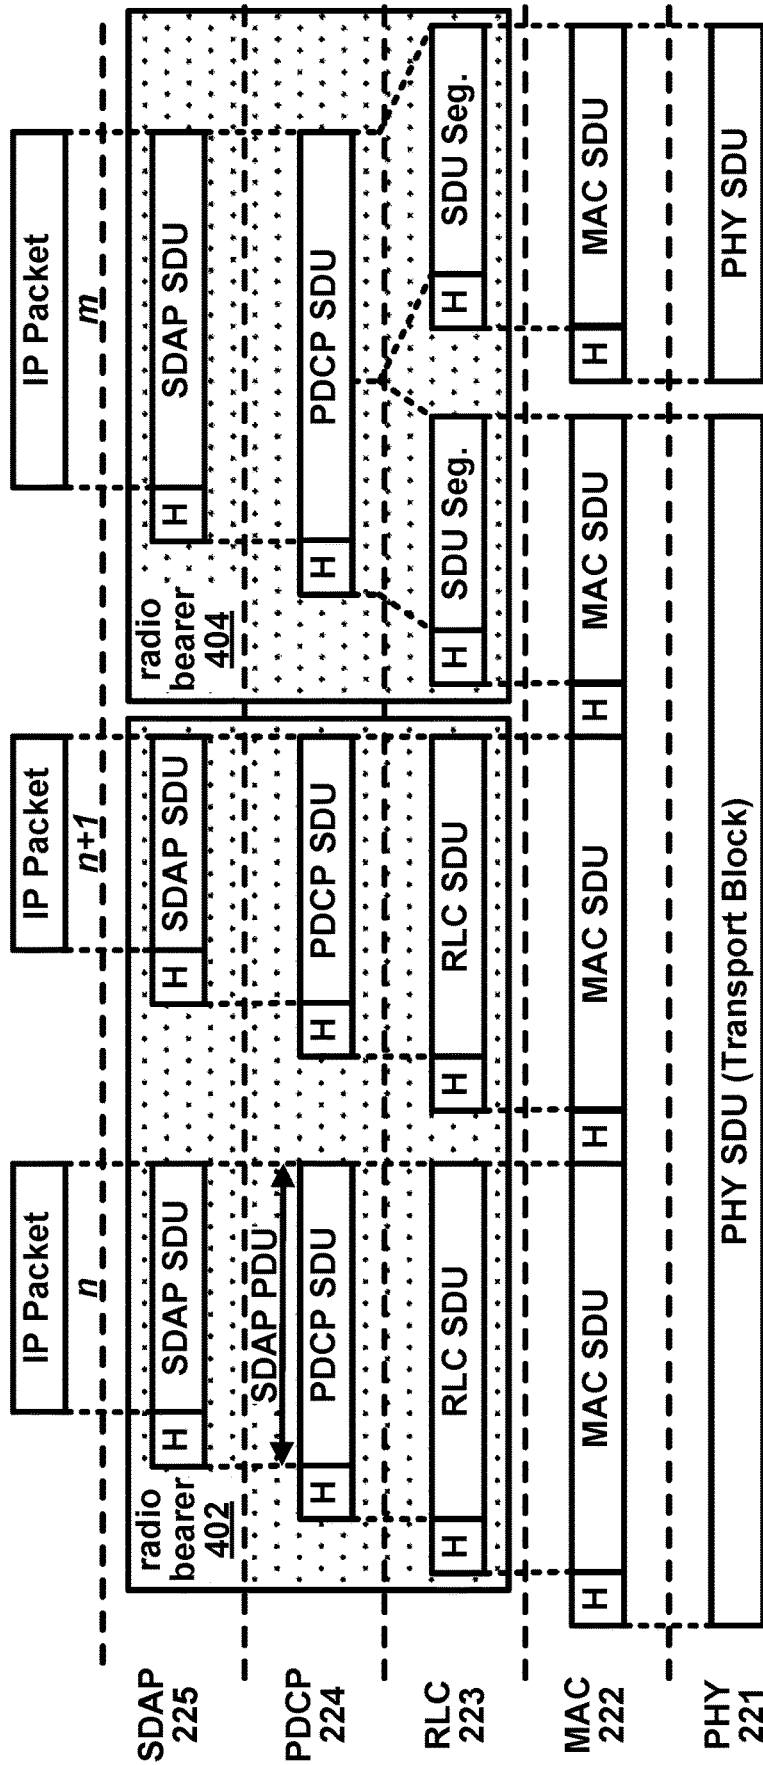 IP Packet
n
IP Packet
n+1
IP Packet
m
SDAP
225
radio
bearer
402
H
SDAP SDU
H
SDAP SDU
radio
bearer
404
H
SDAP SDU
SDAP PDU
PDCP
224
H
PDCP SDU
H
PDCP SDU
H
PDCP SDU
RLC
223
H
RLC SDU
H
RLC SDU
H
SDU Seg.
H
SDU Seg.
MAC
222
H
MAC SDU
H
MAC SDU
H
MAC SDU
H
MAC SDU
PHY
221
PHY SDU (Transport Block)
PHY SDU